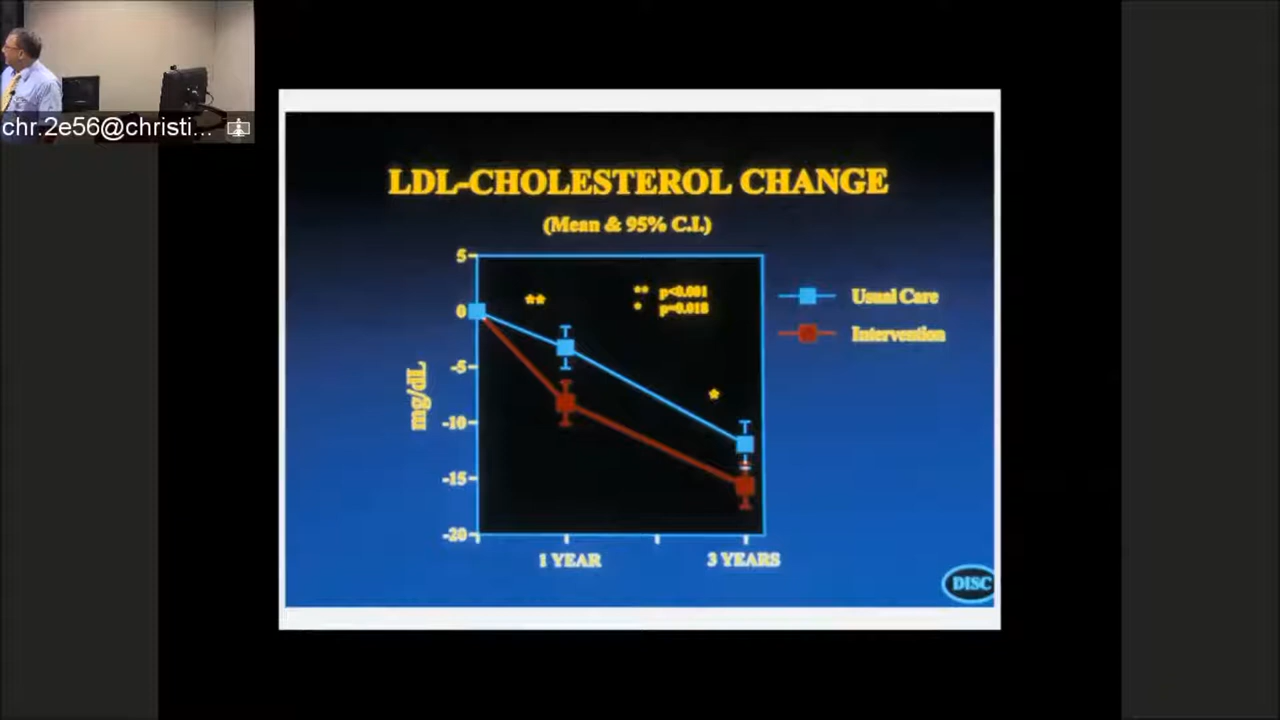 chr.2e56@christi...
LDL-CHOLESTEROL CHANGE
(Mean & 95% C.I.)
5
0
-5
-10
-15
-20
mg/dL
**
** p<0.001
* p=0.018
*
Usual Care
Intervention
1 YEAR
3 YEARS
DISC